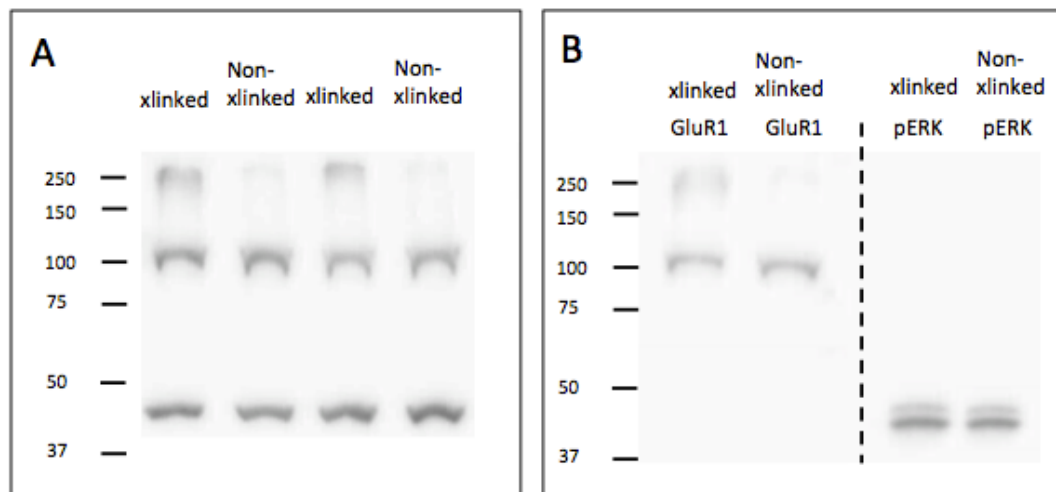 A
xlinked
Non-
xlinked
xlinked
Non-
xlinked
250
150
100
75
50
37
B
xlinked
GluR1
Non-
xlinked
GluR1
xlinked
pERK
Non-
xlinked
pERK
250
150
100
75
50
37